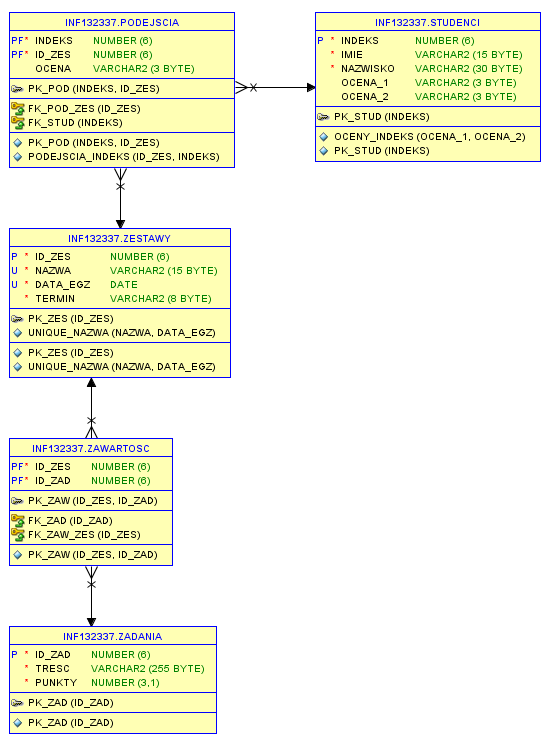 INF132337.PODEJSCIA
PF* INDEKS NUMBER (6)
PF* ID_ZES NUMBER (6)
OCENA VARCHAR2 (3 BYTE)
PK_POD (INDEKS, ID_ZES)
FK_POD_ZES (ID_ZES)
FK_STUD (INDEKS)
PK_POD (INDEKS, ID_ZES)
PODEJSCIA_INDEKS (ID_ZES, INDEKS)
INF132337.STUDENCI
P * INDEKS NUMBER (6)
* IMIE VARCHAR2 (15 BYTE)
* NAZWISKO VARCHAR2 (30 BYTE)
OCENA_1 VARCHAR2 (3 BYTE)
OCENA_2 VARCHAR2 (3 BYTE)
PK_STUD (INDEKS)
OCENY_INDEKS (OCENA_1, OCENA_2)
PK_STUD (INDEKS)
INF132337.ZESTAWY
P * ID_ZES NUMBER (6)
U * NAZWA VARCHAR2 (15 BYTE)
U * DATA_EGZ DATE
* TERMIN VARCHAR2 (8 BYTE)
PK_ZES (ID_ZES)
UNIQUE_NAZWA (NAZWA, DATA_EGZ)
PK_ZES (ID_ZES)
UNIQUE_NAZWA (NAZWA, DATA_EGZ)
INF132337.ZAWARTOSC
PF* ID_ZES NUMBER (6)
PF* ID_ZAD NUMBER (6)
PK_ZAW (ID_ZES, ID_ZAD)
FK_ZAD (ID_ZAD)
FK_ZAW_ZES (ID_ZES)
PK_ZAW (ID_ZES, ID_ZAD)
INF132337.ZADANIA
P * ID_ZAD NUMBER (6)
* TRESC VARCHAR2 (255 BYTE)
* PUNKTY NUMBER (3,1)
PK_ZAD (ID_ZAD)
PK_ZAD (ID_ZAD)